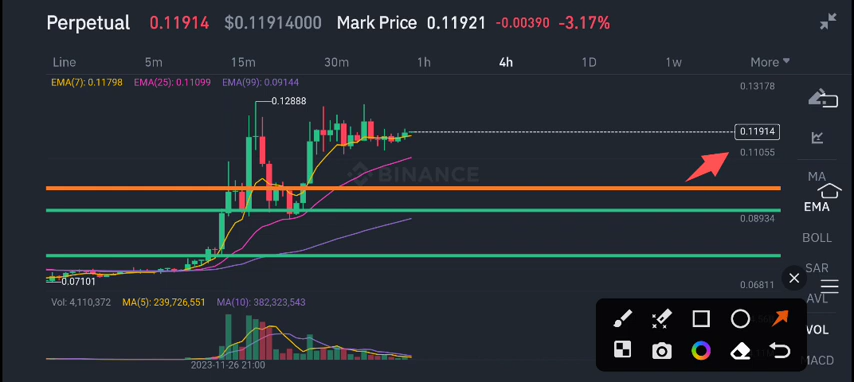 Perpetual 0.11914 $0.11914000 Mark Price 0.11921 -0.00390 -3.17%
Line 5m 15m 30m 1h 4h 1D 1w More
EMA(7): 0.11798 EMA(25): 0.11099 EMA(99): 0.09144
0.13178
0.12888
0.11914
0.11055
BINANCE
MA
EMA
0.08934
BOLL
SAR
0.07101
0.06811
AVL
Vol: 4,110,372 MA(5): 239,726,551 MA(10): 382,323,543
VOL
MACD
2023-11-26 21:00